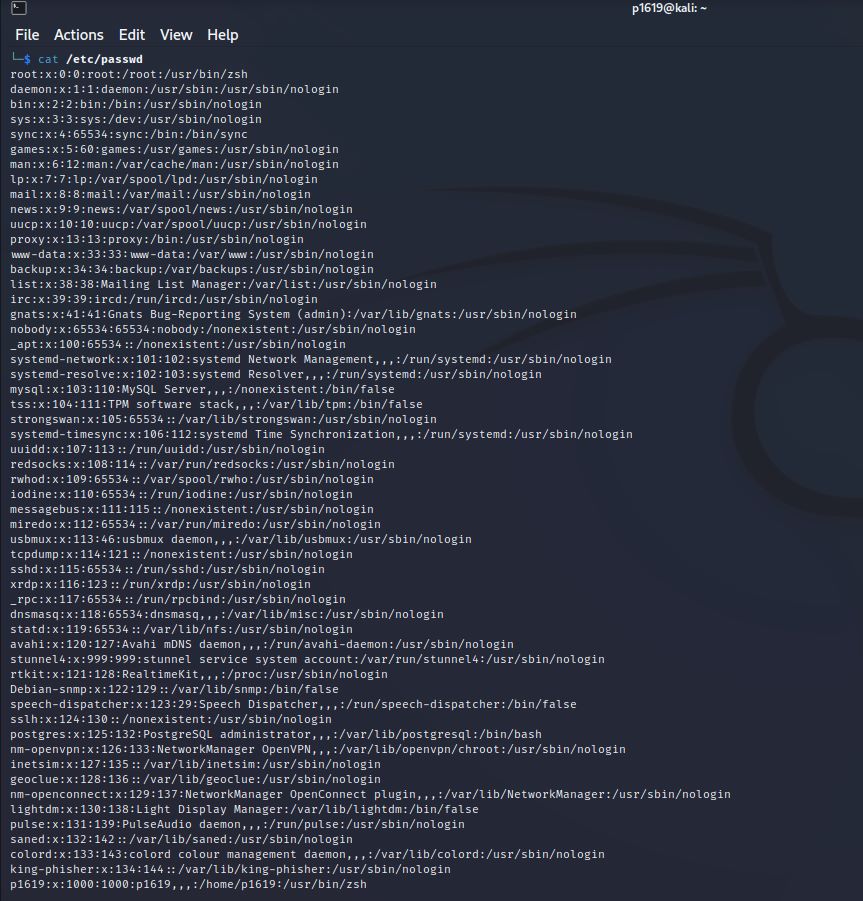 p1619@kali: ~
File Actions Edit View Help
└─$ cat /etc/passwd
root:x:0:0:root:/root:/usr/bin/zsh
daemon:x:1:1:daemon:/usr/sbin:/usr/sbin/nologin
bin:x:2:2:bin:/bin:/usr/sbin/nologin
sys:x:3:3:sys:/dev:/usr/sbin/nologin
sync:x:4:65534:sync:/bin:/bin/sync
games:x:5:60:games:/usr/games:/usr/sbin/nologin
man:x:6:12:man:/var/cache/man:/usr/sbin/nologin
lp:x:7:7:lp:/var/spool/lpd:/usr/sbin/nologin
mail:x:8:8:mail:/var/mail:/usr/sbin/nologin
news:x:9:9:news:/var/spool/news:/usr/sbin/nologin
uucp:x:10:10:uucp:/var/spool/uucp:/usr/sbin/nologin
proxy:x:13:13:proxy:/bin:/usr/sbin/nologin
www-data:x:33:33:www-data:/var/www:/usr/sbin/nologin
backup:x:34:34:backup:/var/backups:/usr/sbin/nologin
list:x:38:38:Mailing List Manager:/var/list:/usr/sbin/nologin
irc:x:39:39:ircd:/run/ircd:/usr/sbin/nologin
gnats:x:41:41:Gnats Bug-Reporting System (admin):/var/lib/gnats:/usr/sbin/nologin
nobody:x:65534:65534:nobody:/nonexistent:/usr/sbin/nologin
_apt:x:100:65534::/nonexistent:/usr/sbin/nologin
systemd-network:x:101:102:systemd Network Management,,,:/run/systemd:/usr/sbin/nologin
systemd-resolve:x:102:103:systemd Resolver,,,:/run/systemd:/usr/sbin/nologin
mysql:x:103:110:MySQL Server,,,:/nonexistent:/bin/false
tss:x:104:111:TPM software stack,,,:/var/lib/tpm:/bin/false
strongswan:x:105:65534::/var/lib/strongswan:/usr/sbin/nologin
systemd-timesync:x:106:112:systemd Time Synchronization,,,:/run/systemd:/usr/sbin/nologin
uuidd:x:107:113::/run/uuidd:/usr/sbin/nologin
redsocks:x:108:114::/var/run/redsocks:/usr/sbin/nologin
rwhod:x:109:65534::/var/spool/rwho:/usr/sbin/nologin
iodine:x:110:65534::/run/iodine:/usr/sbin/nologin
messagebus:x:111:115::/nonexistent:/usr/sbin/nologin
miredo:x:112:65534::/var/run/miredo:/usr/sbin/nologin
usbmux:x:113:46:usbmux daemon,,,:/var/lib/usbmux:/usr/sbin/nologin
tcpdump:x:114:121::/nonexistent:/usr/sbin/nologin
sshd:x:115:65534::/run/sshd:/usr/sbin/nologin
xrdp:x:116:123::/run/xrdp:/usr/sbin/nologin
_rpc:x:117:65534::/run/rpcbind:/usr/sbin/nologin
dnsmasq:x:118:65534:dnsmasq,,,:/var/lib/misc:/usr/sbin/nologin
statd:x:119:65534::/var/lib/nfs:/usr/sbin/nologin
avahi:x:120:127:Avahi mDNS daemon,,,:/run/avahi-daemon:/usr/sbin/nologin
stunnel4:x:999:999:stunnel service system account:/var/run/stunnel4:/usr/sbin/nologin
rtkit:x:121:128:RealtimeKit,,,:/proc:/usr/sbin/nologin
Debian-snmp:x:122:129::/var/lib/snmp:/bin/false
speech-dispatcher:x:123:29:Speech Dispatcher,,,:/run/speech-dispatcher:/bin/false
sslh:x:124:130::/nonexistent:/usr/sbin/nologin
postgres:x:125:132:PostgreSQL administrator,,,:/var/lib/postgresql:/bin/bash
nm-openvpn:x:126:133:NetworkManager OpenVPN,,,:/var/lib/openvpn/chroot:/usr/sbin/nologin
inetsim:x:127:135::/var/lib/inetsim:/usr/sbin/nologin
geoclue:x:128:136::/var/lib/geoclue:/usr/sbin/nologin
nm-openconnect:x:129:137:NetworkManager OpenConnect plugin,,,:/var/lib/NetworkManager:/usr/sbin/nologin
lightdm:x:130:138:Light Display Manager:/var/lib/lightdm:/bin/false
pulse:x:131:139:PulseAudio daemon,,,:/run/pulse:/usr/sbin/nologin
saned:x:132:142::/var/lib/saned:/usr/sbin/nologin
colord:x:133:143:colord colour management daemon,,,:/var/lib/colord:/usr/sbin/nologin
king-phisher:x:134:144::/var/lib/king-phisher:/usr/sbin/nologin
p1619:x:1000:1000:p1619,,,:/home/p1619:/usr/bin/zsh